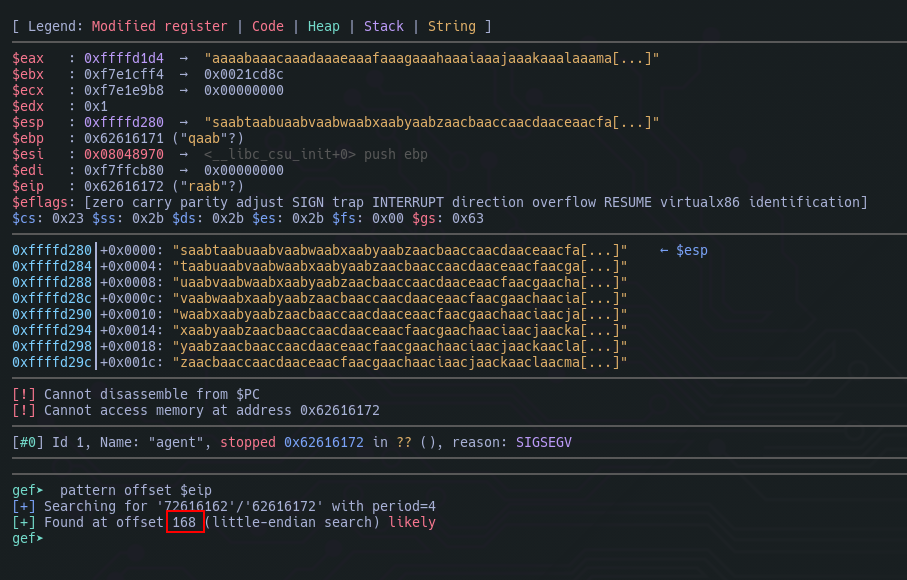 [ Legend: Modified register | Code | Heap | Stack | String ]
$eax   : 0xffffd1d4  →  "aaaabaaacaaadaaaeaaafaaagaaahaaaiaaajaaakaaalaaama[...]"
$ebx   : 0xf7e1cff4  →  0x0021cd8c
$ecx   : 0xf7e1e9b8  →  0x00000000
$edx   : 0x1
$esp   : 0xffffd280  →  "saabtaabuaabvaabwaabxaabyaabzaacbaaccaacdaaceaacfa[...]"
$ebp   : 0x62616171 ("qaab"?)
$esi   : 0x08048970  →  <__libc_csu_init+0> push ebp
$edi   : 0xf7ffcb80  →  0x00000000
$eip   : 0x62616172 ("raab"?)
$eflags: [zero carry parity adjust SIGN trap INTERRUPT direction overflow RESUME virtualx86 identification]
$cs: 0x23 $ss: 0x2b $ds: 0x2b $es: 0x2b $fs: 0x00 $gs: 0x63
0xffffd280│+0x0000: "saabtaabuaabvaabwaabxaabyaabzaacbaaccaacdaaceaacfa[...]"    ← $esp
0xffffd284│+0x0004: "taabuaabvaabwaabxaabyaabzaacbaaccaacdaaceaacfaacga[...]"
0xffffd288│+0x0008: "uaabvaabwaabxaabyaabzaacbaaccaacdaaceaacfaacgaacha[...]"
0xffffd28c│+0x000c: "vaabwaabxaabyaabzaacbaaccaacdaaceaacfaacgaachaacia[...]"
0xffffd290│+0x0010: "waabxaabyaabzaacbaaccaacdaaceaacfaacgaachaaciaacja[...]"
0xffffd294│+0x0014: "xaabyaabzaacbaaccaacdaaceaacfaacgaachaaciaacjaacka[...]"
0xffffd298│+0x0018: "yaabzaacbaaccaacdaaceaacfaacgaachaaciaacjaackaacla[...]"
0xffffd29c│+0x001c: "zaacbaaccaacdaaceaacfaacgaachaaciaacjaackaaclaacma[...]"
[!] Cannot disassemble from $PC
[!] Cannot access memory at address 0x62616172
[#0] Id 1, Name: "agent", stopped 0x62616172 in ?? (), reason: SIGSEGV
gef➤  pattern offset $eip
[+] Searching for '72616162'/'62616172' with period=4
[+] Found at offset 168 (little-endian search) likely
gef➤